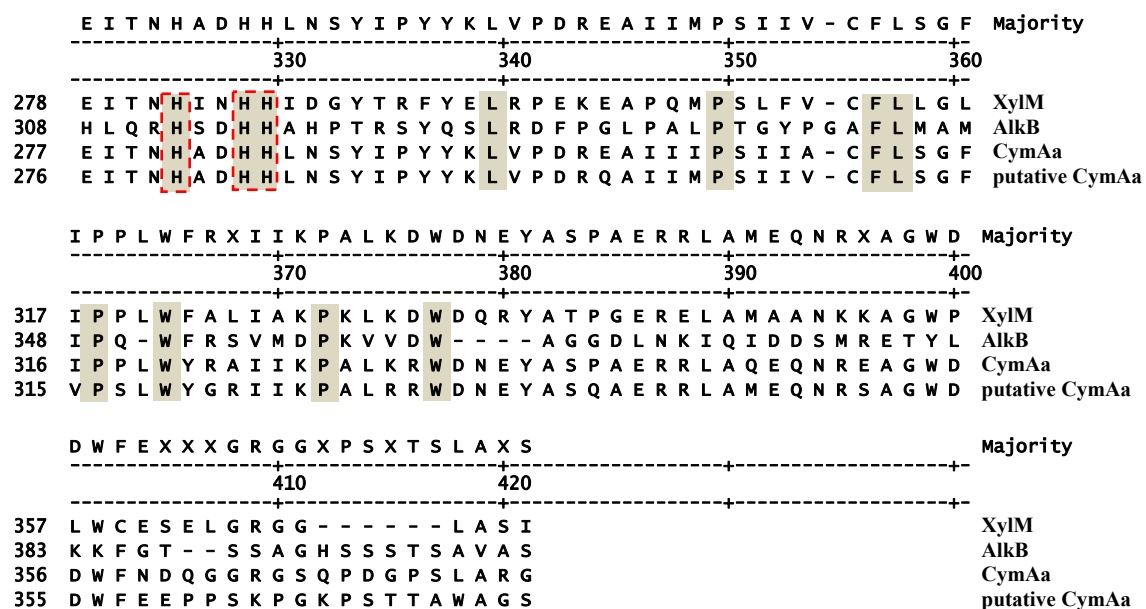 E I T N H A D H H L N S Y I P Y Y K L V P D R E A I I M P S I I V - C F L S G F Majority
---------+---------+---------+---------+
330 340 350 360
---------+---------+---------+---------+
278 E I T N H I N H H I D G Y T R F Y E L R P E K E A P Q M P S L F V - C F L L G L XylM
308 H L Q R H S D H H A H P T R S Y Q S L R D F P G L P A L P T G Y P G A F L M A M AlkB
277 E I T N H A D H H L N S Y I P Y Y K L V P D R E A I I I P S I I A - C F L S G F CymAa
276 E I T N H A D H H L N S Y I P Y Y K L V P D R Q A I I M P S I I V - C F L S G F putative CymAa
I P P L W F R X I I K P A L K D W D N E Y A S P A E R R L A M E Q N R X A G W D Majority
---------+---------+---------+---------+
370 380 390 400
---------+---------+---------+---------+
317 I P P L W F A L I A K P K L K D W D Q R Y A T P G E R E L A M A A N K K A G W P XylM
348 I P Q - W F R S V M D P K V V D W - - - - A G G D L N K I Q I D D S M R E T Y L AlkB
316 I P P L W Y R A I I K P A L K R W D N E Y A S P A E R R L A Q E Q N R E A G W D CymAa
315 V P S L W Y G R I I K P A L R R W D N E Y A S Q A E R R L A M E Q N R S A G W D putative CymAa
D W F E X X X G R G G X P S X T S L A X S Majority
---------+---------+---------+---------+
410 420
---------+---------+---------+---------+
357 L W C E S E L G R G G - - - - - - L A S I XylM
383 K K F G T - - S S A G H S S S T S A V A S AlkB
356 D W F N D Q G G R G S Q P D G P S L A R G CymAa
355 D W F E E P P S K P G K P S T T A W A G S putative CymAa